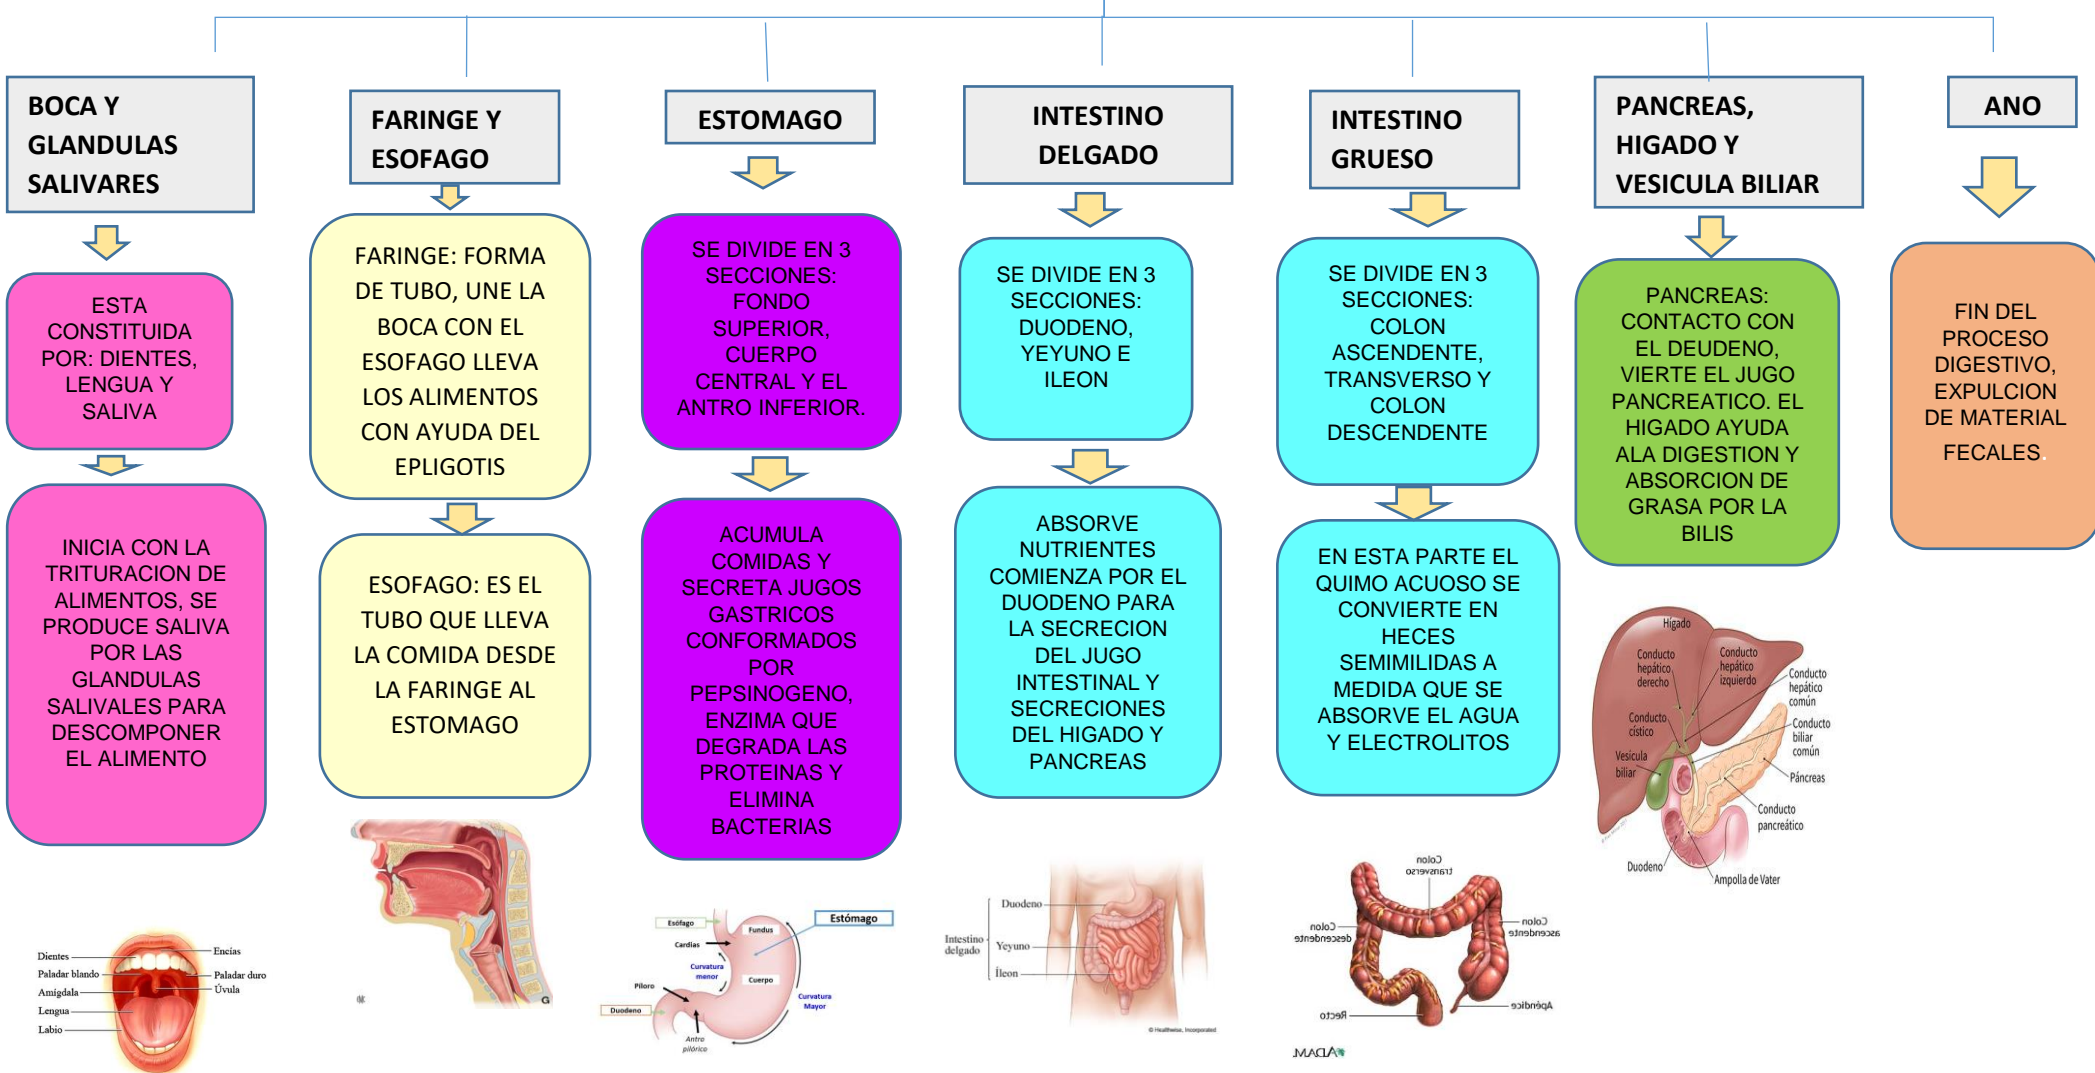 BOCA Y
GLANDULAS
SALIVARES
ESTA
CONSTITUIDA
POR: DIENTES,
LENGUA Y
SALIVA
INICIA CON LA
TRITURACION DE
ALIMENTOS, SE
PRODUCE SALIVA
POR LAS
GLANDULAS
SALIVALES PARA
DESCOMPONER
EL ALIMENTO
Dientes
Paladar blando
Amígdala
Lengua
Labio
Encías
Paladar duro
Úvula
FARINGE Y
ESOFAGO
FARINGE: FORMA
DE TUBO, UNE LA
BOCA CON EL
ESOFAGO LLEVA
LOS ALIMENTOS
CON AYUDA DEL
EPLIGOTIS
ESOFAGO: ES EL
TUBO QUE LLEVA
LA COMIDA DESDE
LA FARINGE AL
ESTOMAGO
G
ESTOMAGO
SE DIVIDE EN 3
SECCIONES:
FONDO
SUPERIOR,
CUERPO
CENTRAL Y EL
ANTRO INFERIOR.
ACUMULA
COMIDAS Y
SECRETA JUGOS
GASTRICOS
CONFORMADOS
POR
PEPSINOGENO,
ENZIMA QUE
DEGRADA LAS
PROTEINAS Y
ELIMINA
BACTERIAS
Esófago
Estómago
Fundus
Cardias
Curvatura
menor
Cuerpo
Píloro
Curvatura
Mayor
Duodeno
Antro
pilórico
INTESTINO
DELGADO
SE DIVIDE EN 3
SECCIONES:
DUODENO,
YEYUNO E
ILEON
ABSORVE
NUTRIENTES
COMIENZA POR EL
DUODENO PARA
LA SECRECION
DEL JUGO
INTESTINAL Y
SECRECIONES
DEL HIGADO Y
PANCREAS
Duodeno
Intestino
delgado
Yeyuno
Íleon
© Healthwise, Incorporated
INTESTINO
GRUESO
SE DIVIDE EN 3
SECCIONES:
COLON
ASCENDENTE,
TRANSVERSO Y
COLON
DESCENDENTE
EN ESTA PARTE EL
QUIMO ACUOSO SE
CONVIERTE EN
HECES
SEMIMILIDAS A
MEDIDA QUE SE
ABSORVE EL AGUA
Y ELECTROLITOS
Colon
transverso
Colon
descendente
Colon
ascendente
Apéndice
Recto
ADAM.
PANCREAS,
HIGADO Y
VESICULA BILIAR
PANCREAS:
CONTACTO CON
EL DEUDENO,
VIERTE EL JUGO
PANCREATICO. EL
HIGADO AYUDA
ALA DIGESTION Y
ABSORCION DE
GRASA POR LA
BILIS
Hígado
Conducto
hepático
derecho
Conducto
hepático
izquierdo
Conducto
hepático
común
Conducto
cístico
Conducto
biliar
común
Vesicula
biliar
Páncreas
Conducto
pancreático
Duodeno
Ampolla de Vater
ANO
FIN DEL
PROCESO
DIGESTIVO,
EXPULCION
DE MATERIAL
FECALES.